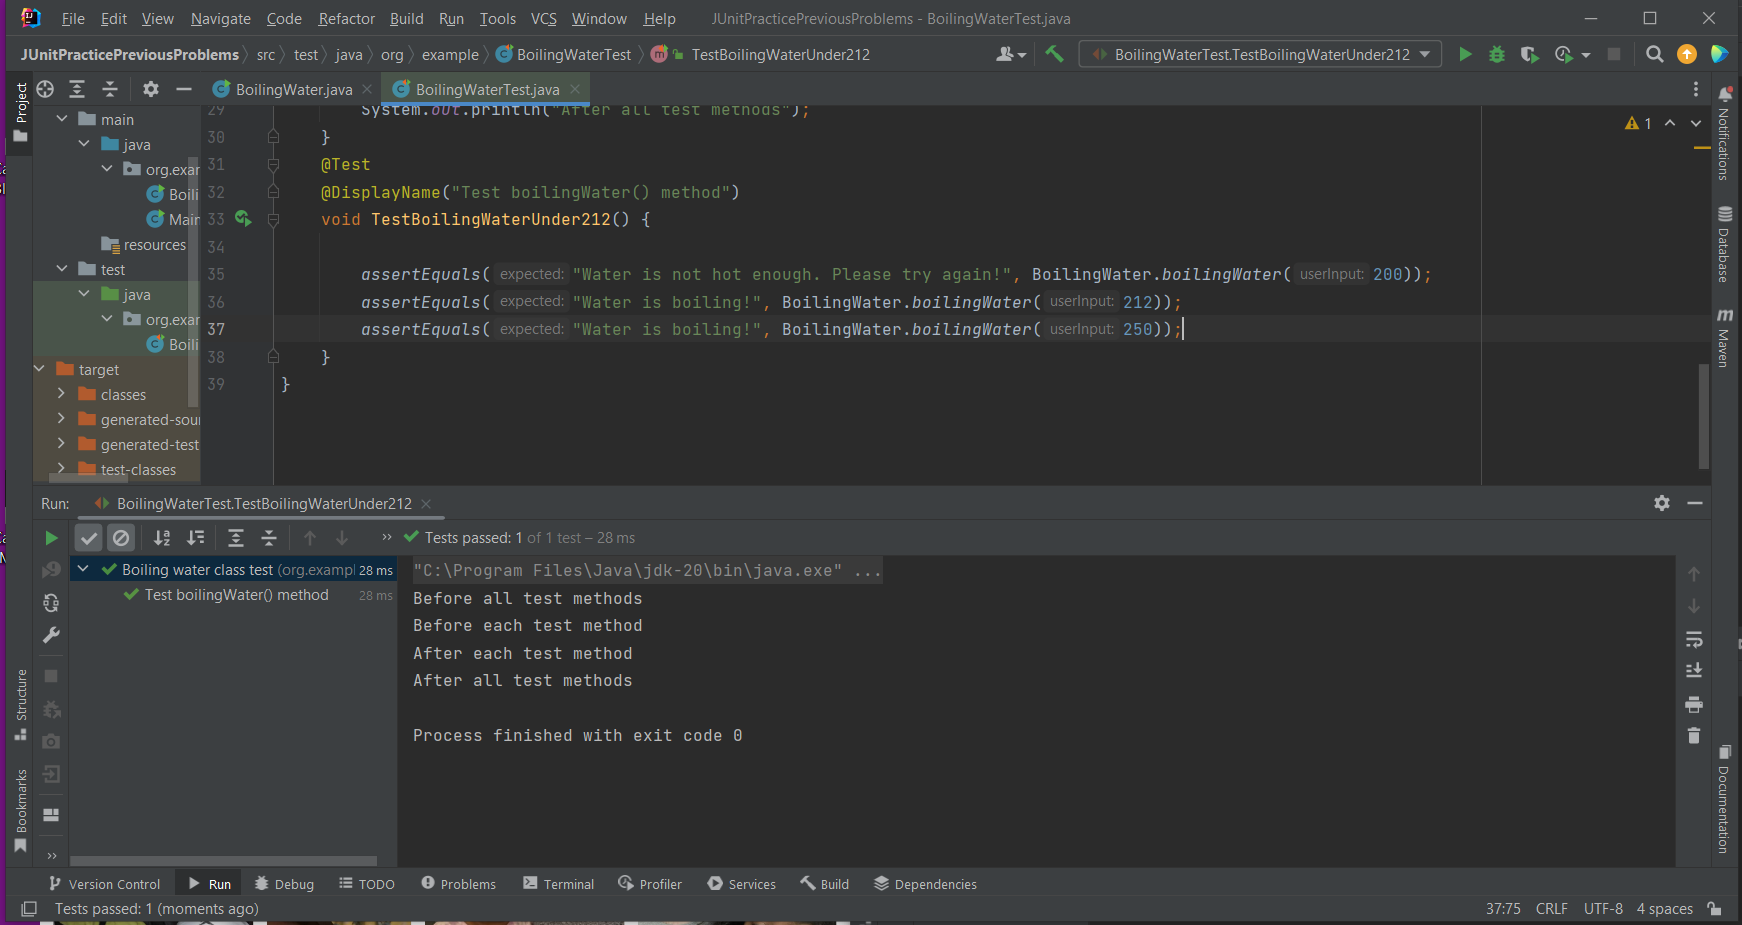 File Edit View Navigate Code Refactor Build Run Tools VCS Window Help JUnitPracticePreviousProblems - BoilingWaterTest.java
JUnitPracticePreviousProblems src test java org example BoilingWaterTest TestBoilingWaterUnder212 BoilingWaterTest.TestBoilingWaterUnder212
BoilingWater.java BoilingWaterTest.java
Project
main
java
org.exar
Boili
Main
resources
test
java
org.exar
Boili
target
classes
generated-sour
generated-test
test-classes
29 System.out.println("After all test methods");
30 }
31 @Test
32 @DisplayName("Test boilingWater() method")
33 void TestBoilingWaterUnder212() {
34
35 assertEquals( expected: "Water is not hot enough. Please try again!", BoilingWater.boilingWater( userInput: 200));
36 assertEquals( expected: "Water is boiling!", BoilingWater.boilingWater( userInput: 212));
37 assertEquals( expected: "Water is boiling!", BoilingWater.boilingWater( userInput: 250));
38 }
39 }
1
Notifications
Database
Maven
Documentation
Run: BoilingWaterTest.TestBoilingWaterUnder212
Tests passed: 1 of 1 test – 28 ms
Boiling water class test (org.exampl 28 ms
Test boilingWater() method 28 ms
"C:\Program Files\Java\jdk-20\bin\java.exe" ...
Before all test methods
Before each test method
After each test method
After all test methods
Process finished with exit code 0
Structure
Bookmarks
Version Control Run Debug TODO Problems Terminal Profiler Services Build Dependencies
Tests passed: 1 (moments ago) 37:75 CRLF UTF-8 4 spaces